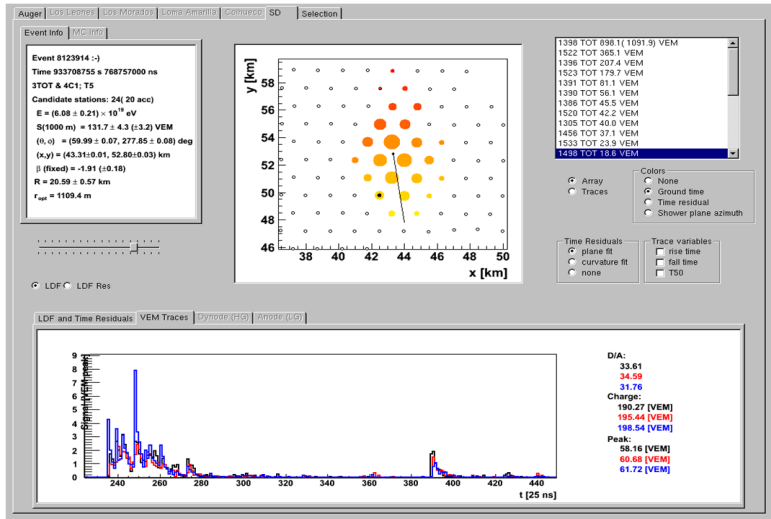 Auger Los Leones Los Morados Loma Amarilla Coihueco SD Selection
Event Info MC Info
Event 8123914 :-)
Time 933708755 s 768757000 ns
3TOT & 4C1; T5
Candidate stations: 24( 20 acc)
E = (6.08 ± 0.21) × 10¹⁹ eV
S(1000 m) = 131.7 ± 4.3 (±3.2) VEM
(θ, ϕ) = (59.99 ± 0.07, 277.85 ± 0.08) deg
(x,y) = (43.31±0.01, 52.80±0.03) km
β (fixed) = -1.91 (±0.18)
R = 20.59 ± 0.57 km
r_opt = 1109.4 m
LDF LDF Res
y [km]
58
56
54
52
50
48
46
38 40 42 44 46 48 50
x [km]
1398 TOT 898.1( 1091.9) VEM
1522 TOT 365.1 VEM
1396 TOT 207.4 VEM
1523 TOT 179.7 VEM
1391 TOT 81.1 VEM
1390 TOT 56.1 VEM
1386 TOT 45.5 VEM
1520 TOT 42.2 VEM
1305 TOT 40.0 VEM
1456 TOT 37.1 VEM
1533 TOT 23.9 VEM
1498 TOT 18.6 VEM
Array
Traces
Colors
None
Ground time
Time residual
Shower plane azimuth
Time Residuals
plane fit
curvature fit
none
Trace variables
rise time
fall time
T50
LDF and Time Residuals VEM Traces Dynode (HG) Anode (LG)
Signal [VEM peak]
9
8
7
6
5
4
3
2
1
0
240 260 280 300 320 340 360 380 400 420 440
t [25 ns]
D/A:
33.61
34.59
31.76
Charge:
190.27 [VEM]
195.44 [VEM]
198.54 [VEM]
Peak:
58.16 [VEM]
60.68 [VEM]
61.72 [VEM]